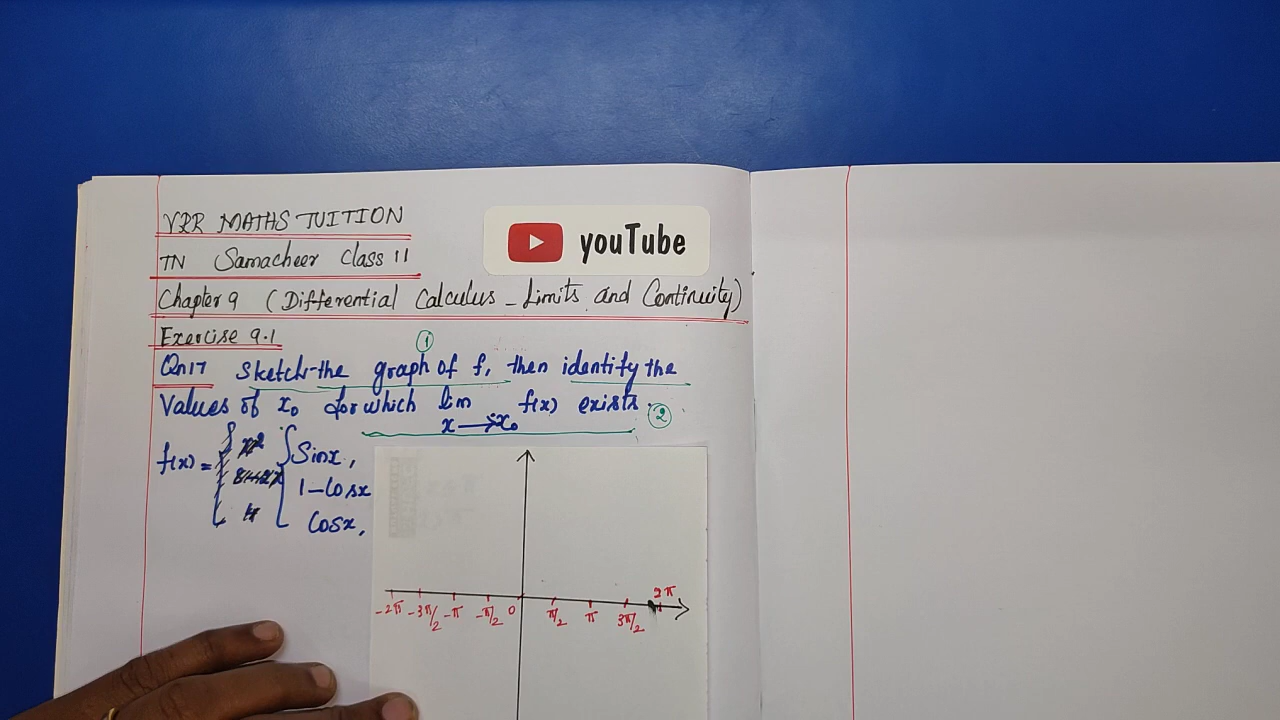 VRR MATHS TUITION
youTube
TN Samacheer Class 11
Chapter 9 (Differential Calculus - Limits and Continuity)
Exercise 9.1
①
Qn17 Sketch the graph of f, then identify the
Values of x₀ for which lim f(x) exists.
x → x₀
②
f(x) = { Sinx,
1-Cosx
Cosx,
-2π -3π/2 -π -π/2 0 π/2 π 3π/2 2π